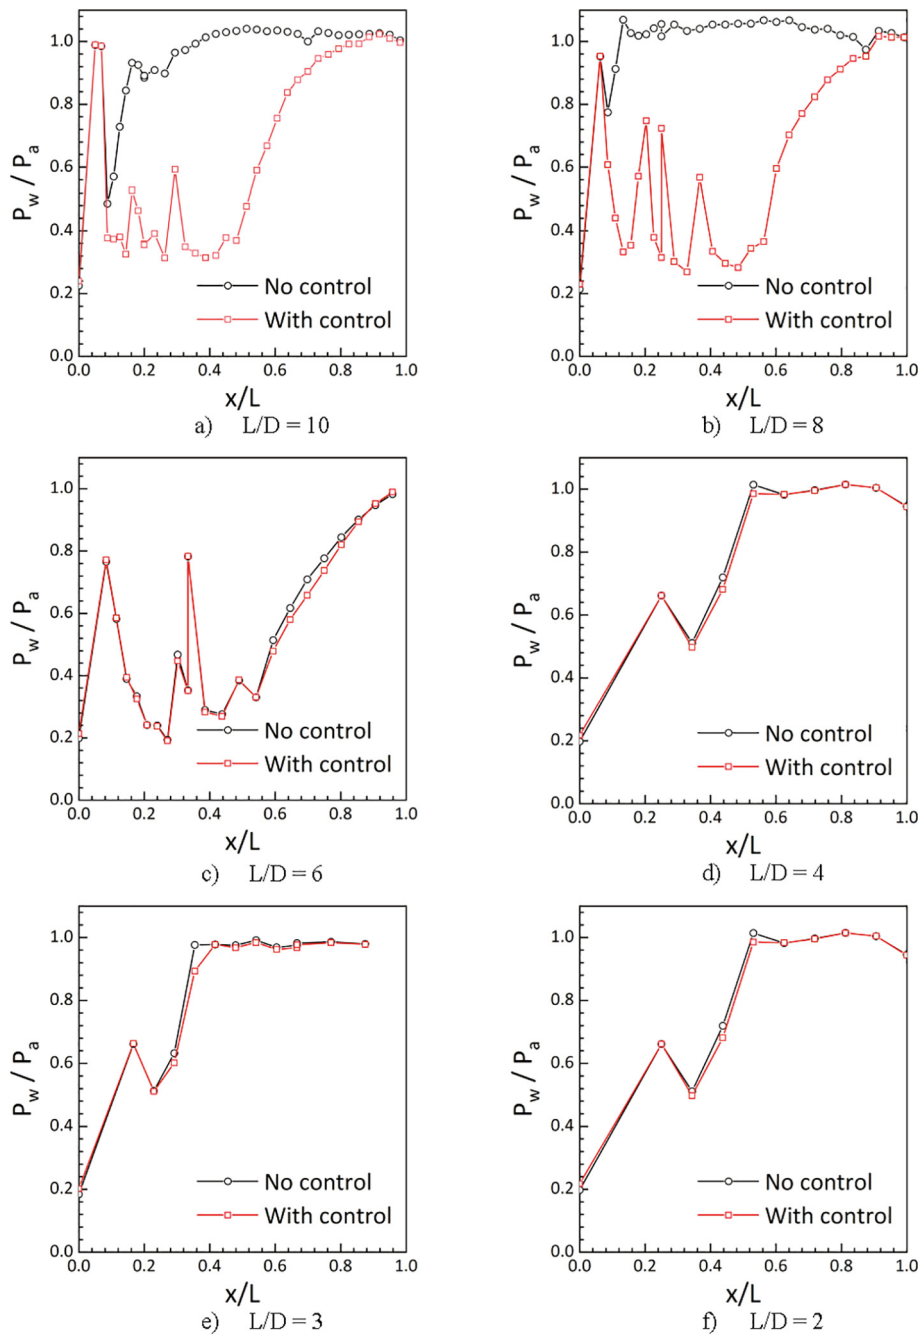 1.0
0.8
0.6
0.4
0.2
0.0
P_w / P_a
No control
With control
0.0 0.2 0.4 0.6 0.8 1.0
x/L
a) L/D = 10
1.0
0.8
0.6
0.4
0.2
0.0
P_w / P_a
No control
With control
0.0 0.2 0.4 0.6 0.8 1.0
x/L
b) L/D = 8
1.0
0.8
0.6
0.4
0.2
0.0
P_w / P_a
No control
With control
0.0 0.2 0.4 0.6 0.8 1.0
x/L
c) L/D = 6
1.0
0.8
0.6
0.4
0.2
0.0
P_w / P_a
No control
With control
0.0 0.2 0.4 0.6 0.8 1.0
x/L
d) L/D = 4
1.0
0.8
0.6
0.4
0.2
0.0
P_w / P_a
No control
With control
0.0 0.2 0.4 0.6 0.8 1.0
x/L
e) L/D = 3
1.0
0.8
0.6
0.4
0.2
0.0
P_w / P_a
No control
With control
0.0 0.2 0.4 0.6 0.8 1.0
x/L
f) L/D = 2